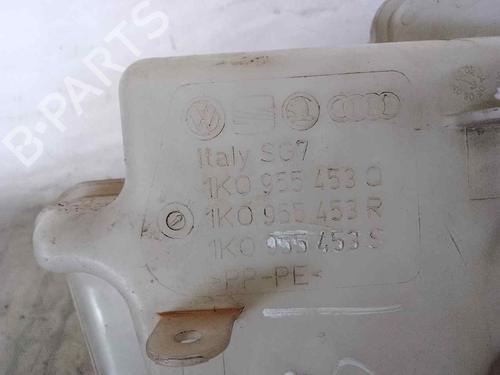 B-PARTS
Italy SG7
1K0 955 453 Q
1K0 955 453 R
1K0 955 453 S
>PP-PE<